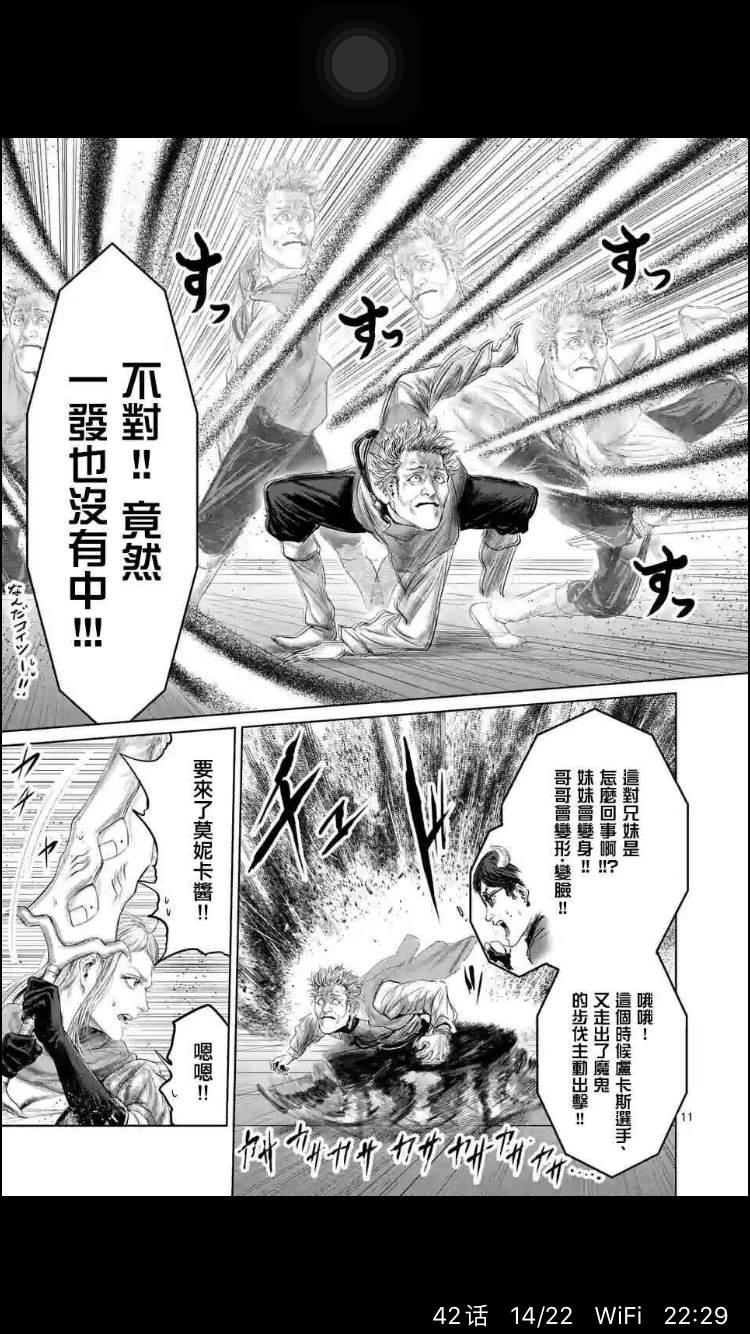 すっ
すっ
すっ
すっ
不對!! 竟然
一發也沒有中!!!
なんだコイツ…!!
這對兄妹是
怎麼回事啊!!?
妹妹會變身!!
哥哥會變形·變臉!!
哦哦!
這個時候盧卡斯選手、
又走出了魔鬼
的步伐主動出擊!!
カサ カサ カサカサ カサ カサ カサ カサ……
要來了莫妮卡醬!!
嗯嗯!!
11
42话 14/22 WiFi 22:29